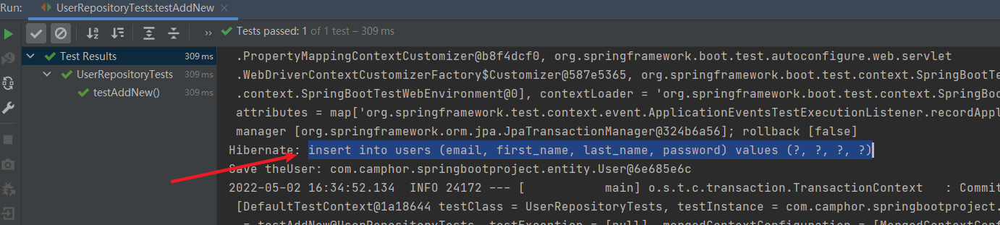 Run: UserRepositoryTests.testAddNew ×
» Tests passed: 1 of 1 test – 309 ms
Test Results 309 ms
UserRepositoryTests 309 ms
testAddNew() 309 ms
.PropertyMappingContextCustomizer@b8f4dcf0, org.springframework.boot.test.autoconfigure.web.servlet
.WebDriverContextCustomizerFactory$Customizer@587e5365, org.springframework.boot.test.context.SpringBootTe
.context.SpringBootTestWebEnvironment@0], contextLoader = 'org.springframework.boot.test.context.SpringBoo
attributes = map['org.springframework.test.context.event.ApplicationEventsTestExecutionListener.recordAppl
manager [org.springframework.orm.jpa.JpaTransactionManager@324b6a56]; rollback [false]
Hibernate: insert into users (email, first_name, last_name, password) values (?, ?, ?, ?)
Save theUser: com.camphor.springbootproject.entity.User@6e685e6c
2022-05-02 16:34:52.134 INFO 24172 --- [ main] o.s.t.c.transaction.TransactionContext : Commit
[DefaultTestContext@1a18644 testClass = UserRepositoryTests, testInstance = com.camphor.springbootproject.
= testAddNew@UserRepositoryTests, testException = [null], mergedContextConfiguration = [MergedContextConf